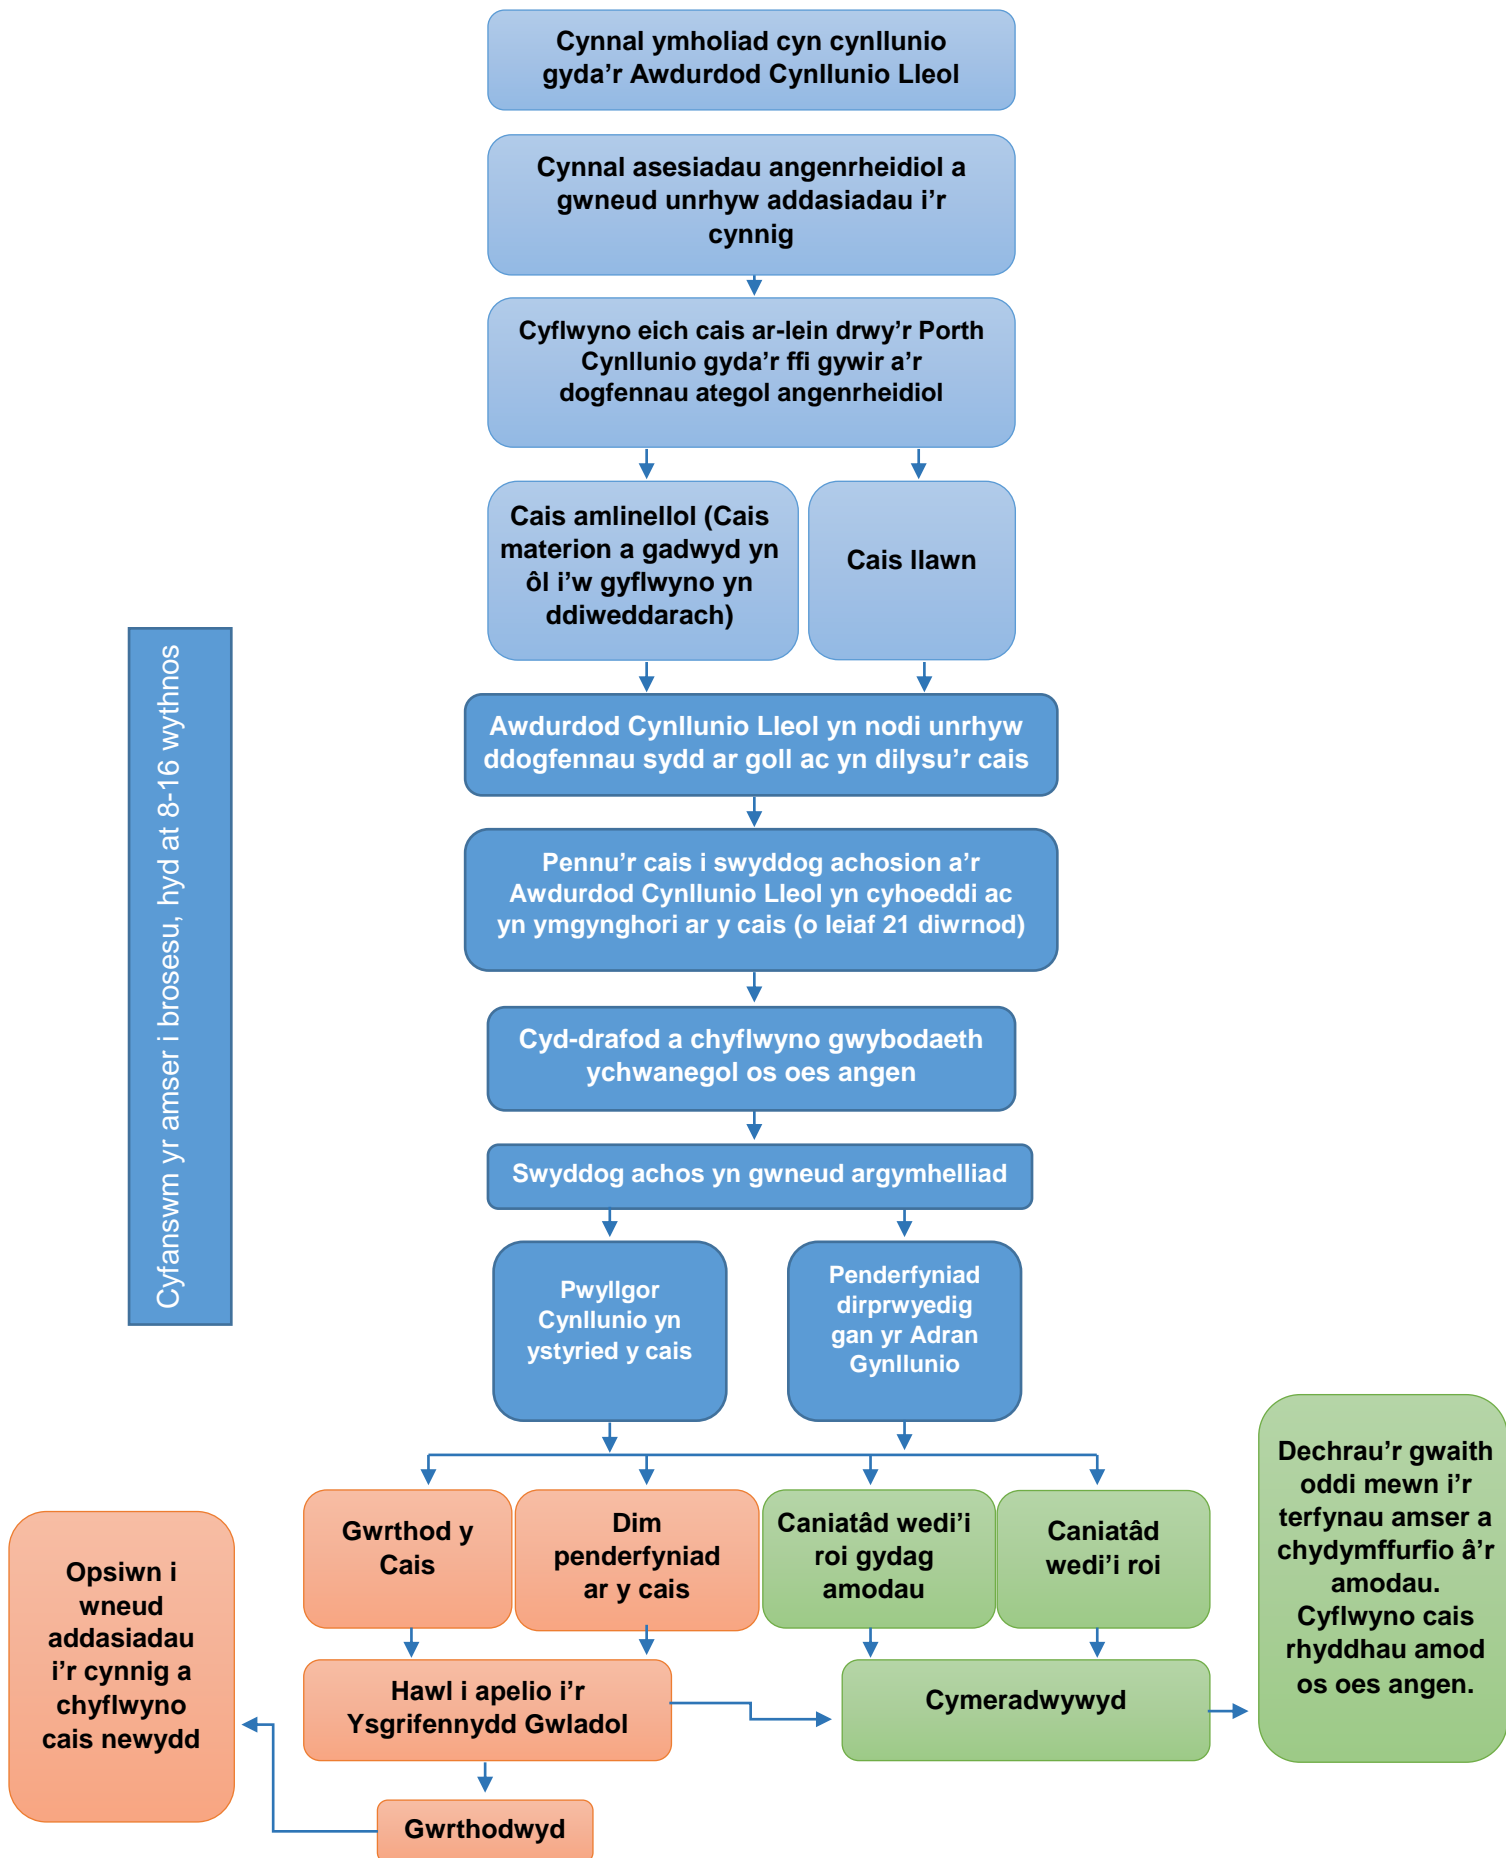 Cynnal ymholiad cyn cynllunio
gyda’r Awdurdod Cynllunio Lleol
Cynnal asesiadau angenrheidiol a
gwneud unrhyw addasiadau i’r
cynnig
Cyflwyno eich cais ar-lein drwy’r Porth
Cynllunio gyda’r ffi gywir a’r
dogfennau ategol angenrheidiol
Cais amlinellol (Cais
materion a gadwyd yn
ôl i’w gyflwyno yn
ddiweddarach)
Cais llawn
Cyfanswm yr amser i brosesu, hyd at 8-16 wythnos
Awdurdod Cynllunio Lleol yn nodi unrhyw
ddogfennau sydd ar goll ac yn dilysu’r cais
Pennu’r cais i swyddog achosion a’r
Awdurdod Cynllunio Lleol yn cyhoeddi ac
yn ymgynghori ar y cais (o leiaf 21 diwrnod)
Cyd-drafod a chyflwyno gwybodaeth
ychwanegol os oes angen
Swyddog achos yn gwneud argymhelliad
Pwyllgor
Cynllunio yn
ystyried y cais
Penderfyniad
dirprwyedig
gan yr Adran
Gynllunio
Gwrthod y
Cais
Dim
penderfyniad
ar y cais
Caniatâd wedi’i
roi gydag
amodau
Caniatâd
wedi’i roi
Dechrau’r gwaith
oddi mewn i’r
terfynau amser a
chydymffurfio â’r
amodau.
Cyflwyno cais
rhyddhau amod
os oes angen.
Opsiwn i
wneud
addasiadau
i’r cynnig a
chyflwyno
cais newydd
Hawl i apelio i’r
Ysgrifennydd Gwladol
Cymeradwywyd
Gwrthodwyd